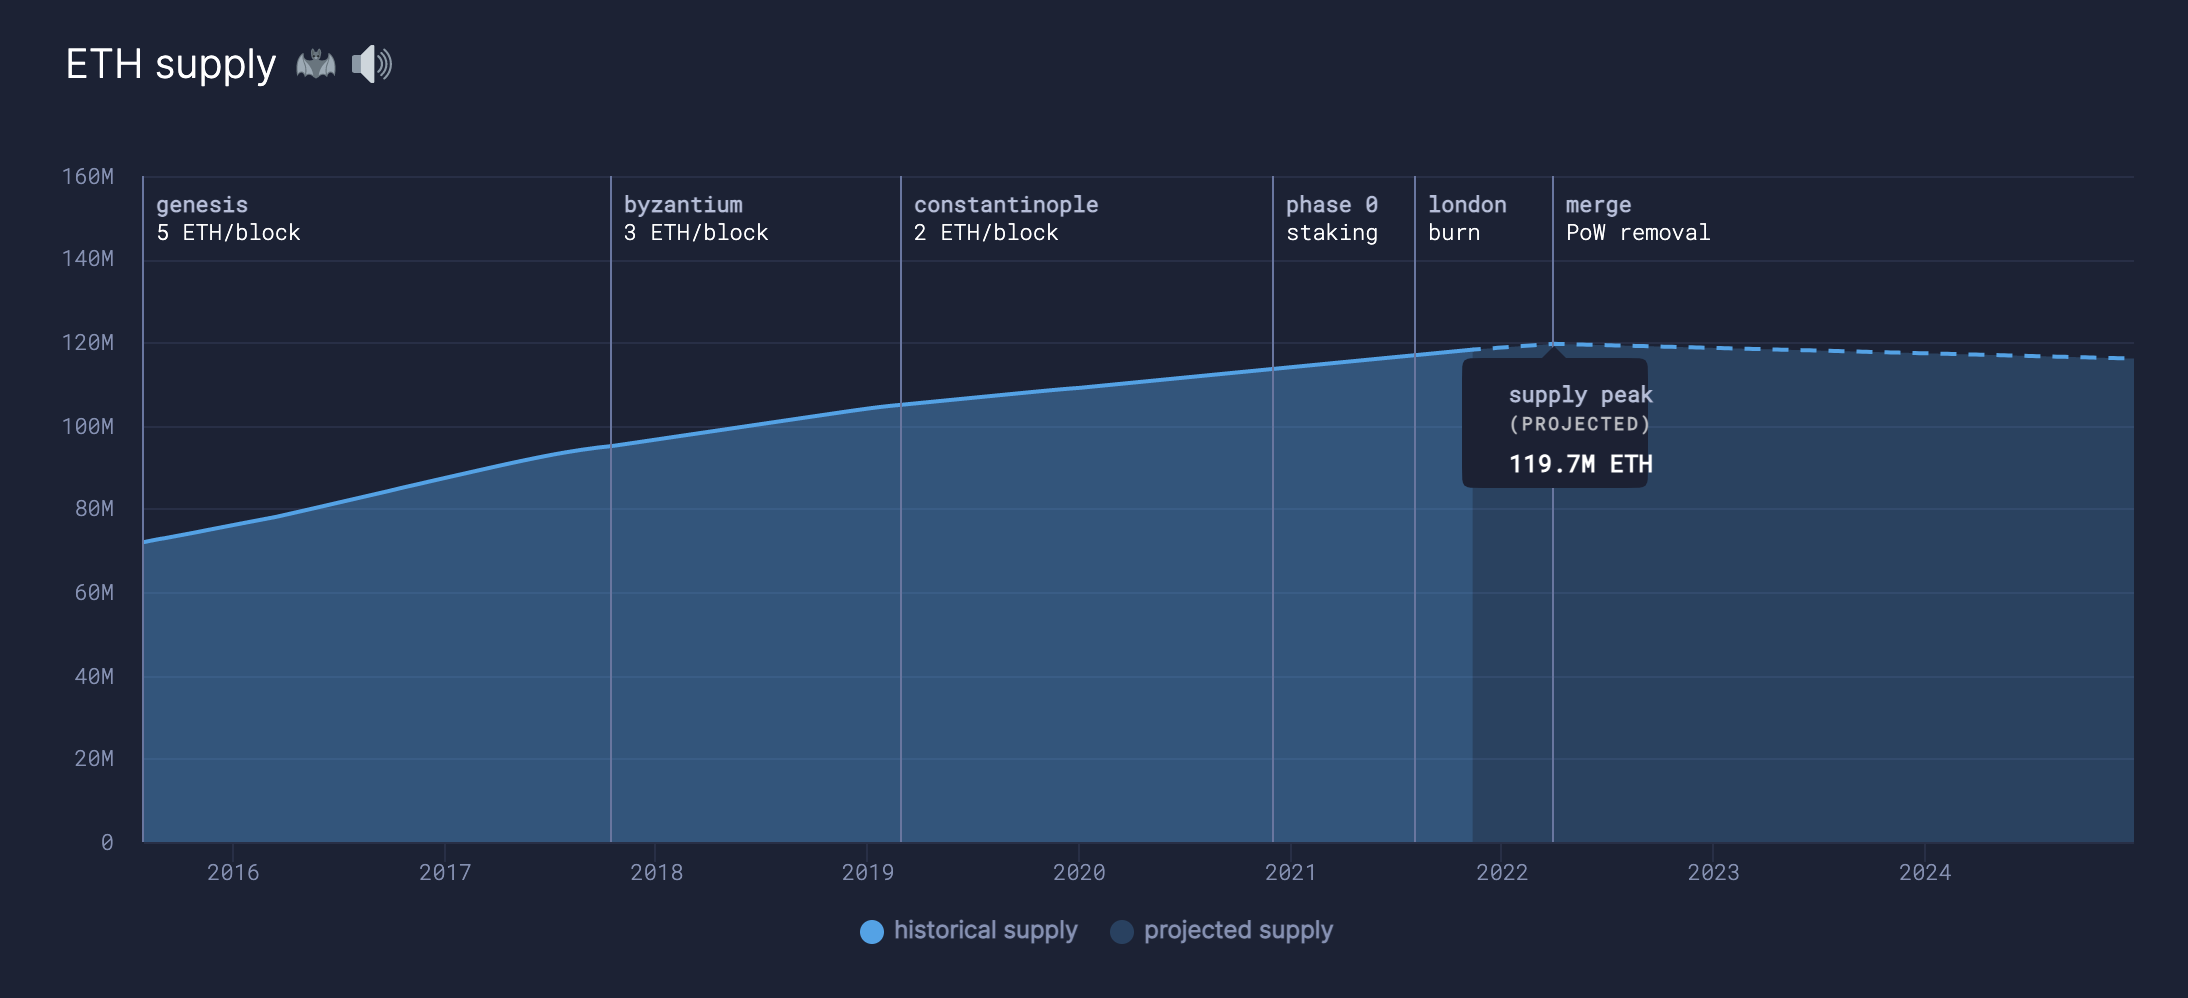 ETH supply
160M
140M
120M
100M
80M
60M
40M
20M
0
genesis
5 ETH/block
byzantium
3 ETH/block
constantinople
2 ETH/block
phase 0
staking
london
burn
merge
PoW removal
supply peak
(PROJECTED)
119.7M ETH
2016
2017
2018
2019
2020
2021
2022
2023
2024
historical supply
projected supply